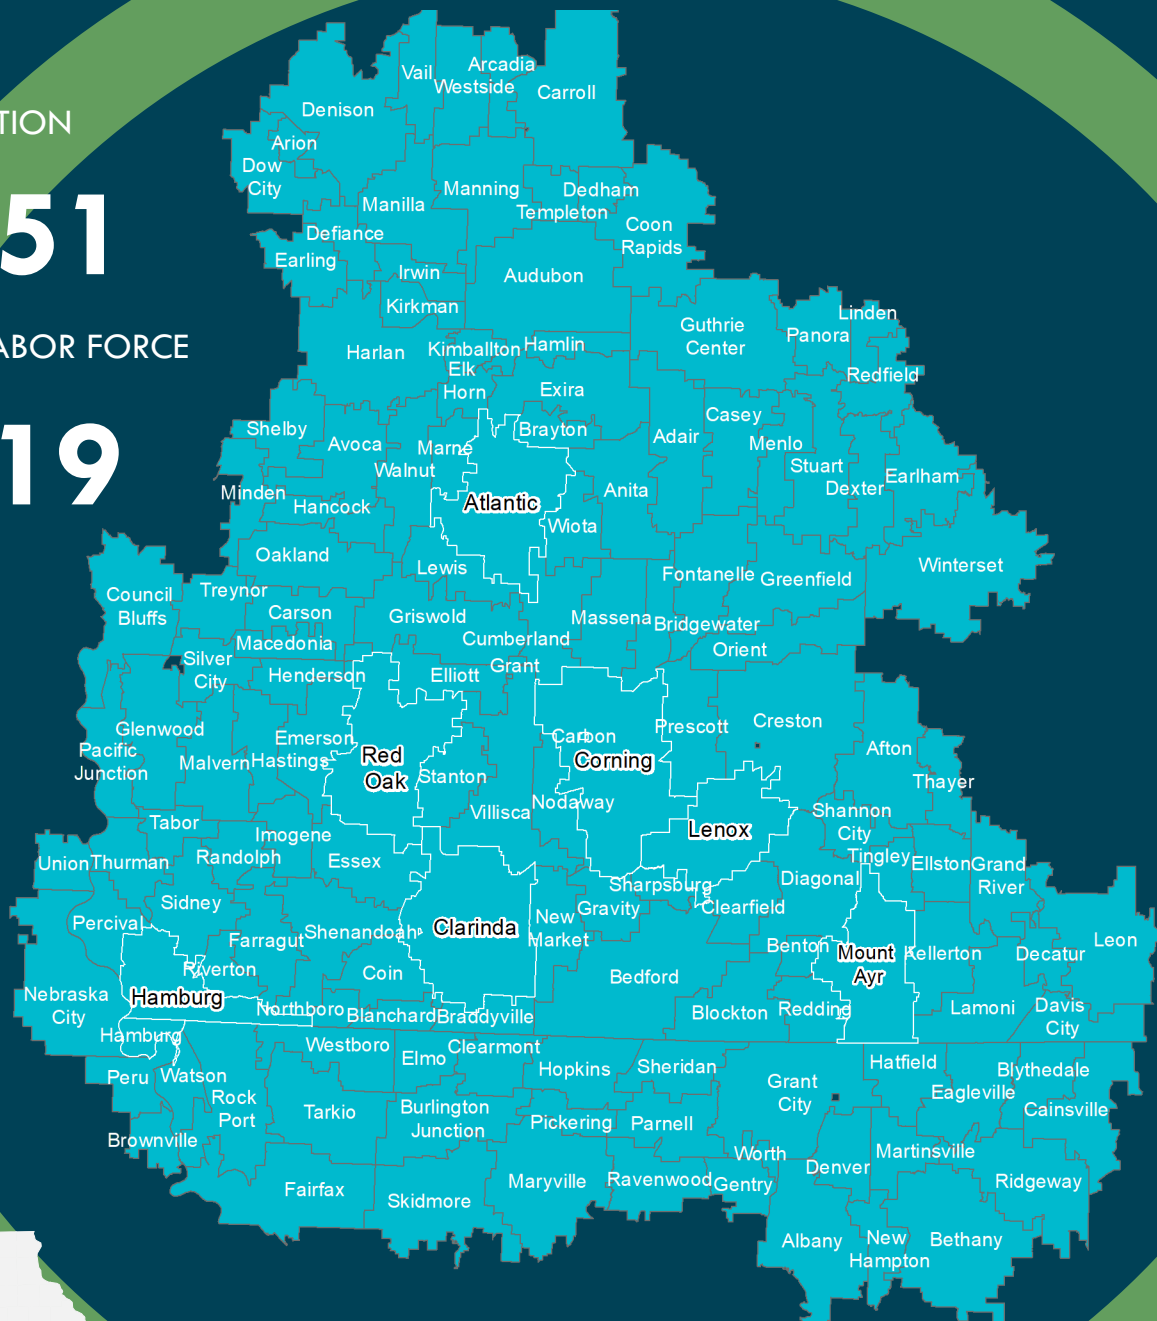 TION
51
ABOR FORCE
19
Vail
Arcadia
Westside
Carroll
Denison
Arion
Dow
City
Manning
Dedham
Templeton
Manilla
Coon
Rapids
Defiance
Earling
Irwin
Audubon
Kirkman
Linden
Guthrie
Center
Panora
Harlan
Kimballton
Hamlin
Elk
Horn
Redfield
Exira
Casey
Shelby
Avoca
Marne
Brayton
Adair
Menlo
Walnut
Stuart
Dexter
Earlham
Minden
Hancock
Atlantic
Anita
Wiota
Oakland
Lewis
Winterset
Fontanelle
Greenfield
Council
Bluffs
Treynor
Carson
Griswold
Massena
Bridgewater
Macedonia
Cumberland
Orient
Silver
City
Henderson
Elliott
Grant
Glenwood
Prescott
Creston
Pacific
Junction
Malvern
Emerson
Hastings
Red
Oak
Stanton
Carbon
Corning
Afton
Thayer
Villisca
Nodaway
Tabor
Imogene
Lenox
Shannon
City
Union
Thurman
Randolph
Essex
Tingley
Ellston
Grand
River
Sharpsburg
Diagonal
Sidney
Gravity
Clearfield
Percival
Farragut
Shenandoah
Clarinda
New
Market
Benton
Mount
Ayr
Kellerton
Decatur
Leon
Riverton
Coin
Bedford
Nebraska
City
Hamburg
Northboro
Blanchard
Braddyville
Blockton
Redding
Lamoni
Davis
City
Hamburg
Westboro
Elmo
Clearmont
Hopkins
Sheridan
Hatfield
Blythedale
Peru
Watson
Rock
Port
Tarkio
Burlington
Junction
Grant
City
Eagleville
Cainsville
Pickering
Parnell
Brownville
Worth
Denver
Martinsville
Fairfax
Skidmore
Maryville
Ravenwood
Gentry
Ridgeway
Albany
New
Hampton
Bethany